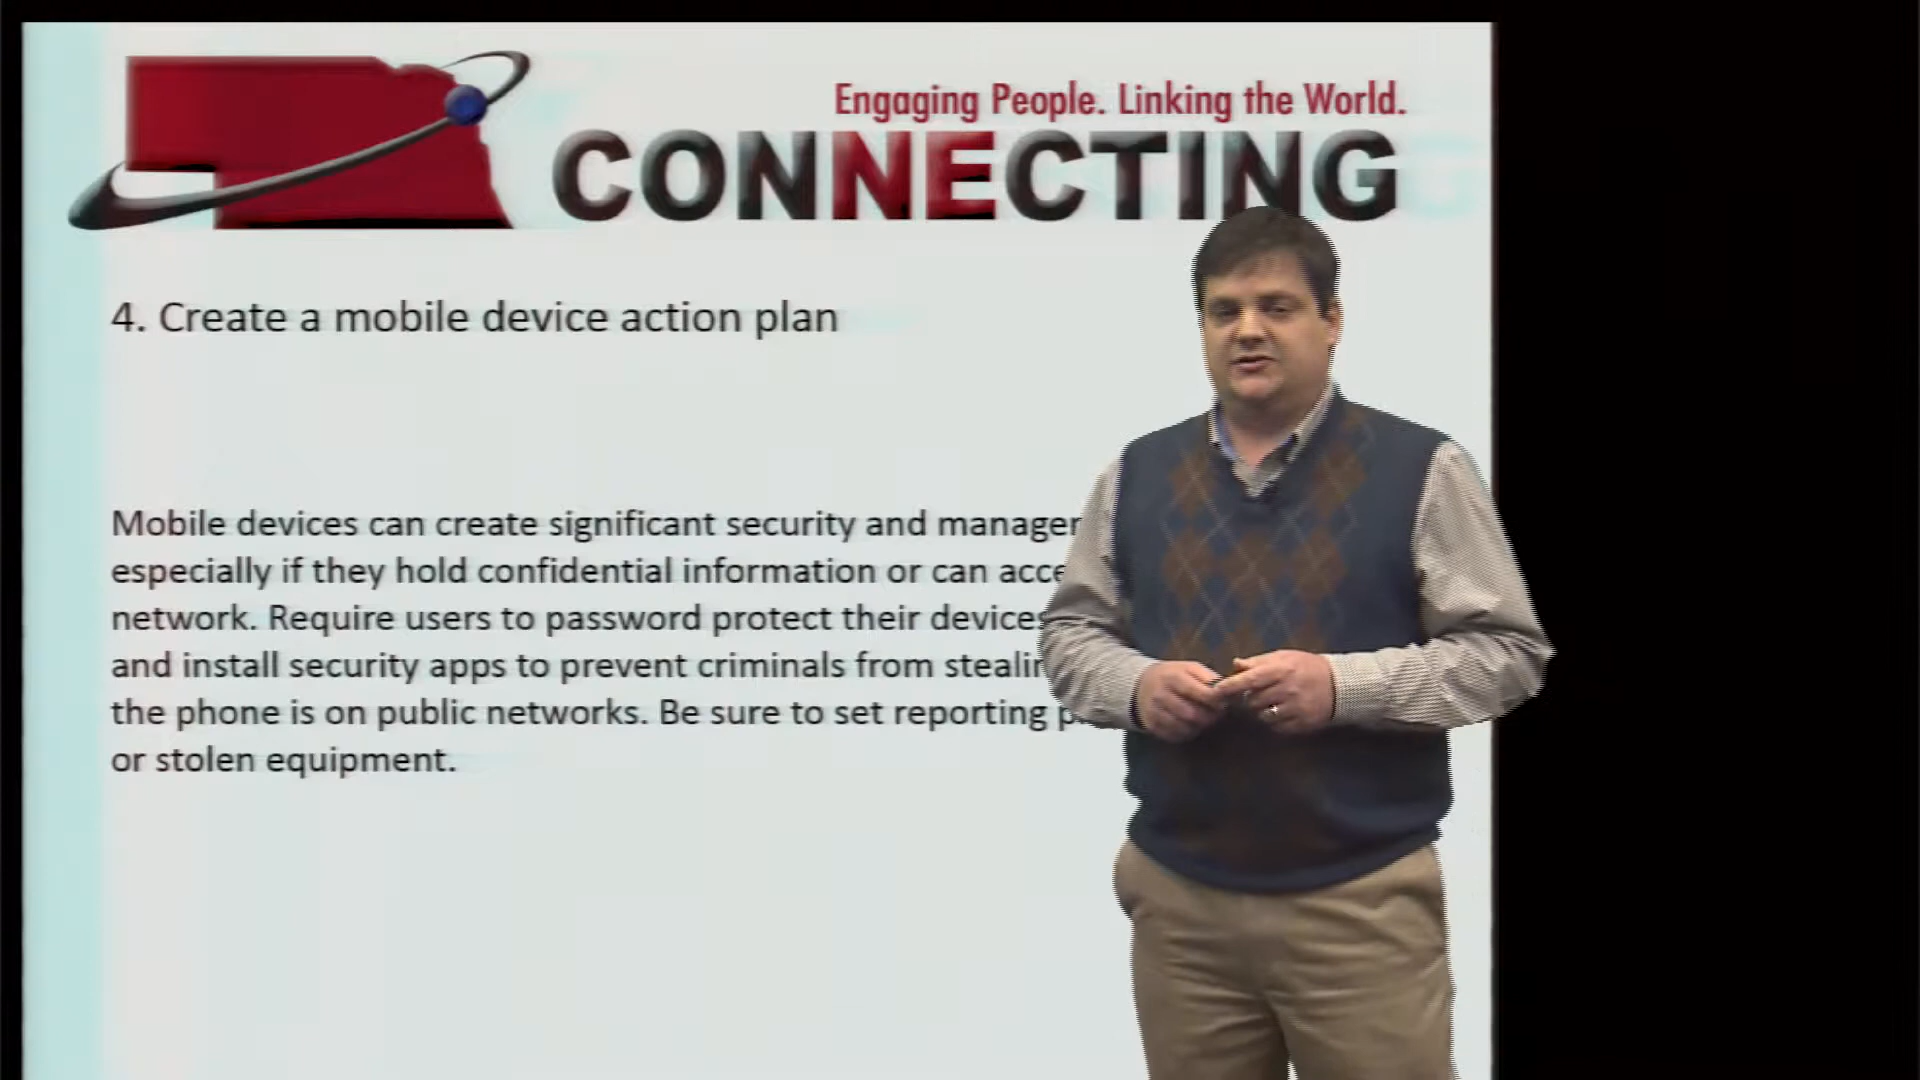 Engaging People. Linking the World.
CONNECTING
4. Create a mobile device action plan
Mobile devices can create significant security and
especially if they hold confidential information or can
network. Require users to password protect their devices
and install security apps to prevent criminals from
the phone is on public networks. Be sure to set reporting
or stolen equipment.